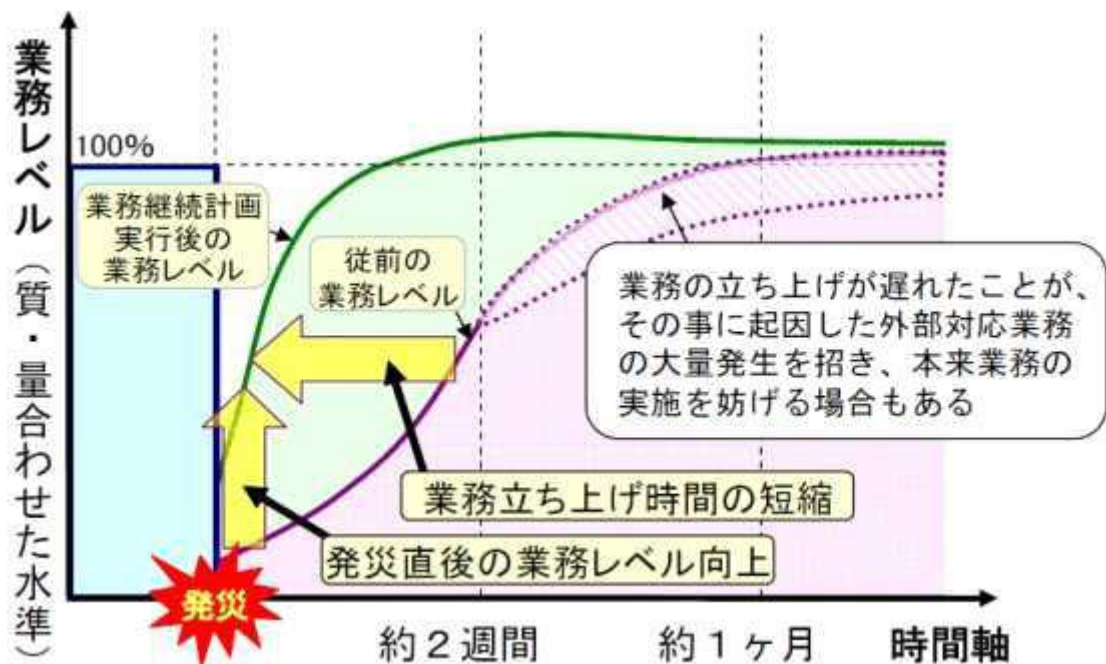 業務レベル（質・量合わせた水準）
100%
業務継続計画
実行後の
業務レベル
従前の
業務レベル
業務の立ち上げが遅れたことが、
その事に起因した外部対応業務
の大量発生を招き、本来業務の
実施を妨げる場合もある
業務立ち上げ時間の短縮
発災直後の業務レベル向上
発災
約２週間
約１ヶ月
時間軸